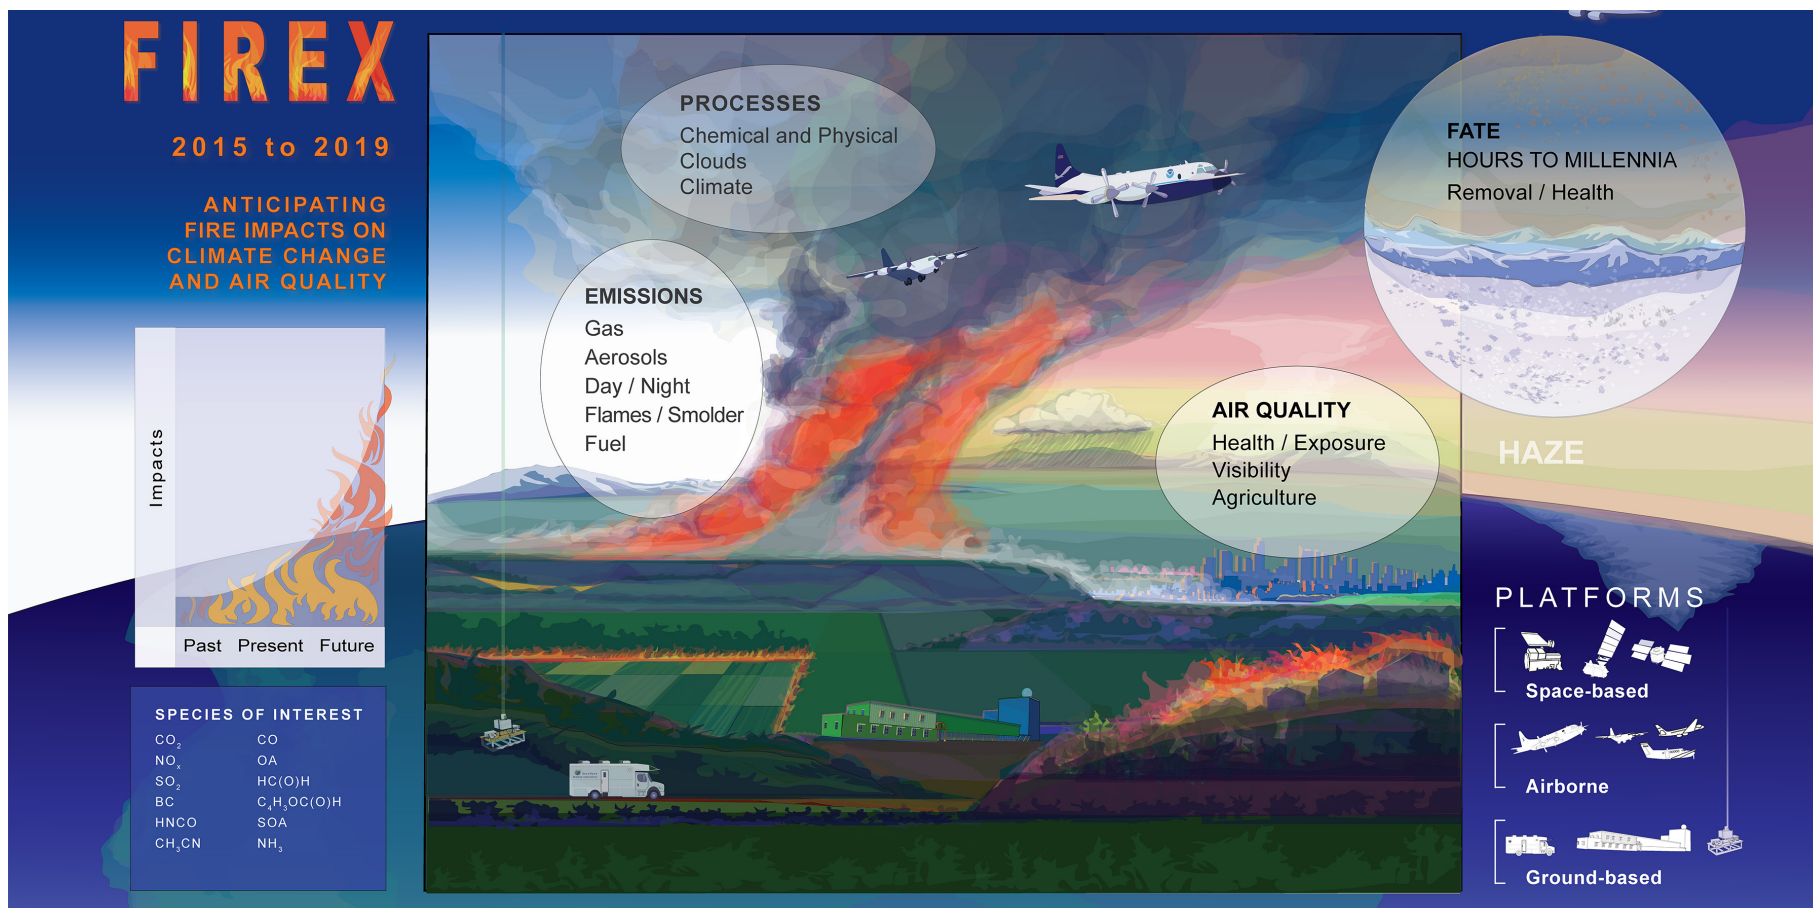 FIREX
2015 to 2019
ANTICIPATING
FIRE IMPACTS ON
CLIMATE CHANGE
AND AIR QUALITY
Impacts
Past Present Future
SPECIES OF INTEREST
CO₂ CO
NOₓ OA
SO₂ HC(O)H
BC C₄H₃OC(O)H
HNCO SOA
CH₃CN NH₃
PROCESSES
Chemical and Physical
Clouds
Climate
EMISSIONS
Gas
Aerosols
Day / Night
Flames / Smolder
Fuel
AIR QUALITY
Health / Exposure
Visibility
Agriculture
FATE
HOURS TO MILLENNIA
Removal / Health
HAZE
PLATFORMS
Space-based
Airborne
Ground-based